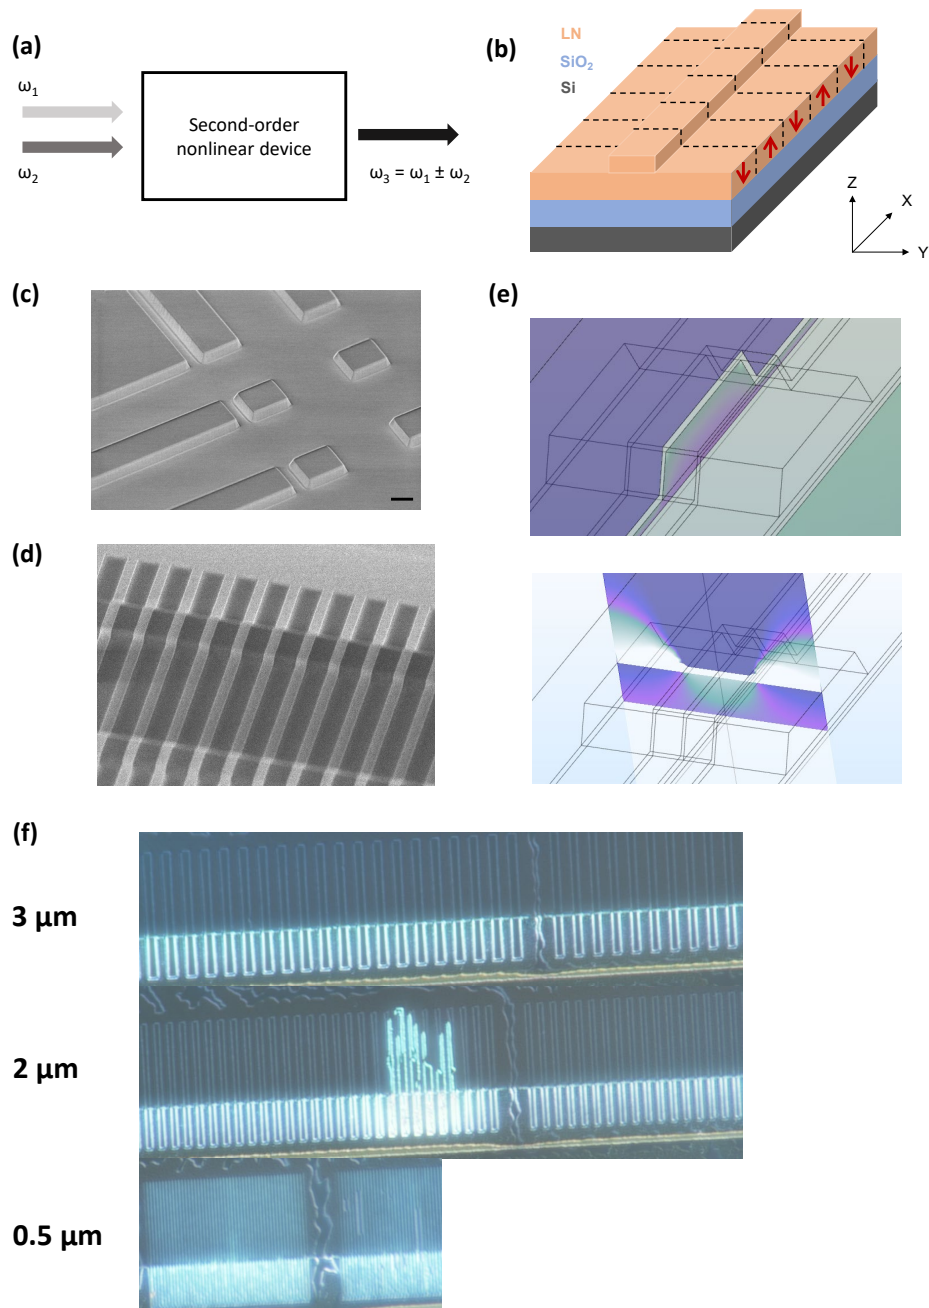 (a)
ω1
ω2
Second-order
nonlinear device
ω3 = ω1 ± ω2
(b)
LN
SiO2
Si
Z
X
Y
(c)
(d)
(e)
(f)
3 μm
2 μm
0.5 μm